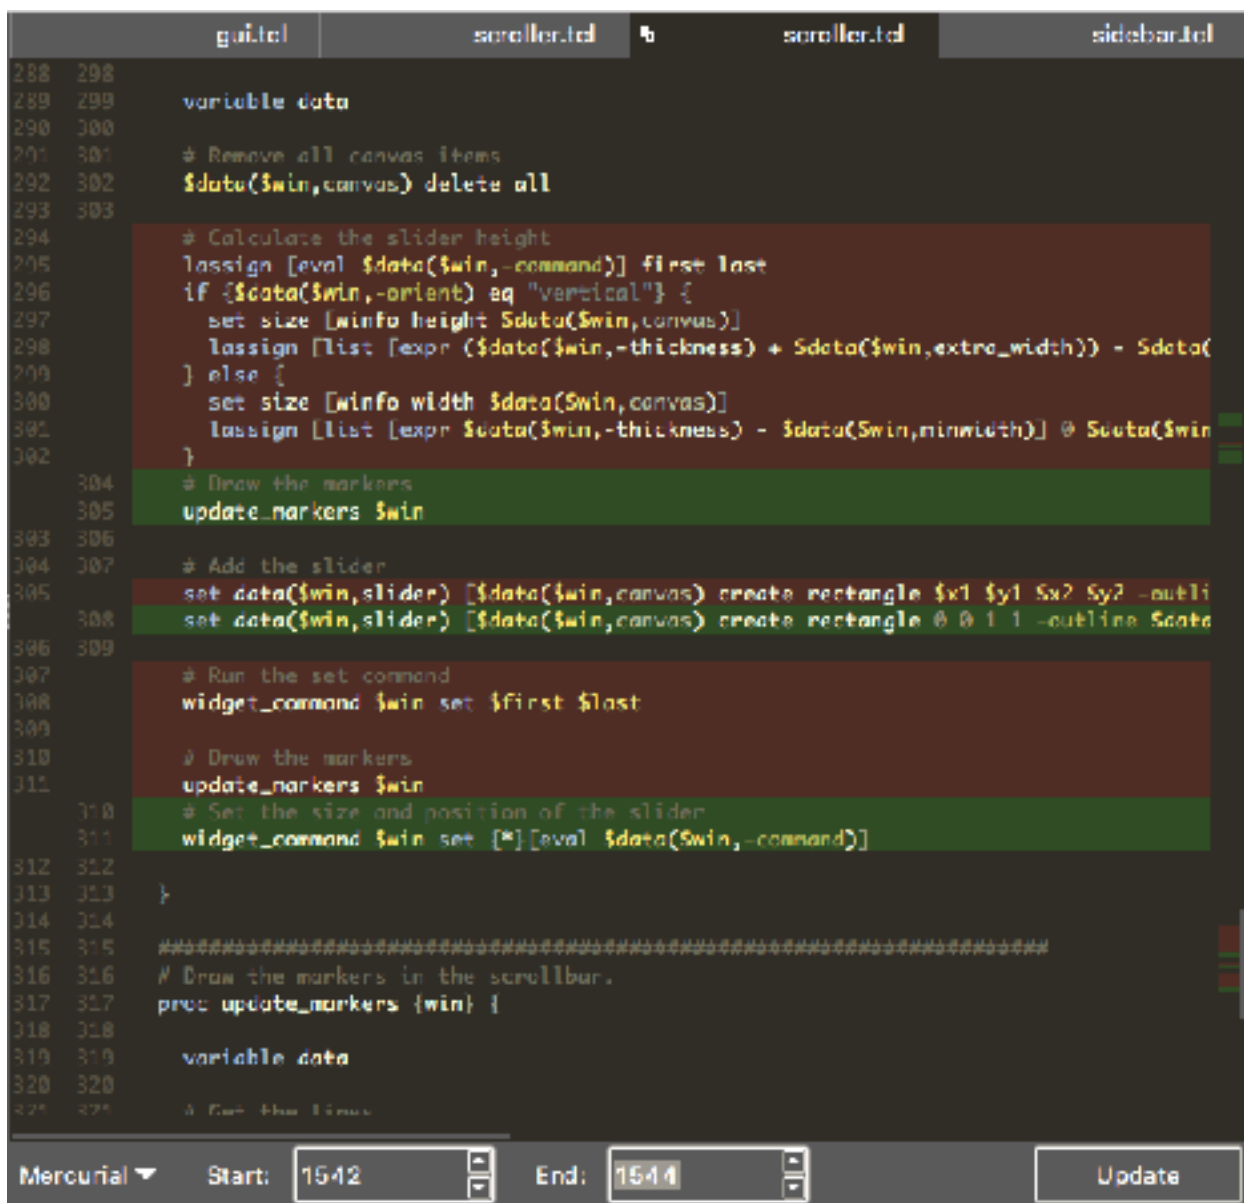 gui.tcl scroller.tcl scroller.tcl sidebar.tcl
288 298
289 299 variable data
290 300
291 301 # Remove all canvas items
292 302 $data($win,canvas) delete all
293 303
294 # Calculate the slider height
295 lassign [eval $data($win,-command)] first last
296 if {$data($win,-orient) eq "vertical"} {
297 set size [winfo height $data($win,canvas)]
298 lassign [list [expr ($data($win,-thickness) + $data($win,extra_width)) - $data(
299 } else {
300 set size [winfo width $data($win,canvas)]
301 lassign [list [expr $data($win,-thickness) - $data($win,minwidth)] 0 $data($win
302 }
304 # Draw the markers
305 update_markers $win
303 306
304 307 # Add the slider
305 set data($win,slider) [$data($win,canvas) create rectangle $x1 $y1 $x2 $y2 -outli
308 set data($win,slider) [$data($win,canvas) create rectangle 0 0 1 1 -outline $data
306 309
307 # Run the set command
308 widget_command $win set $first $last
309
310 # Draw the markers
311 update_markers $win
310 # Set the size and position of the slider
311 widget_command $win set {*}[eval $data($win,-command)]
312 312
313 313 }
314 314
315 315 ########################################################################
316 316 # Draw the markers in the scrollbar.
317 317 proc update_markers {win} {
318 318
319 319 variable data
320 320
321 321 # Get the lines
Mercurial Start: 1542 End: 1544 Update